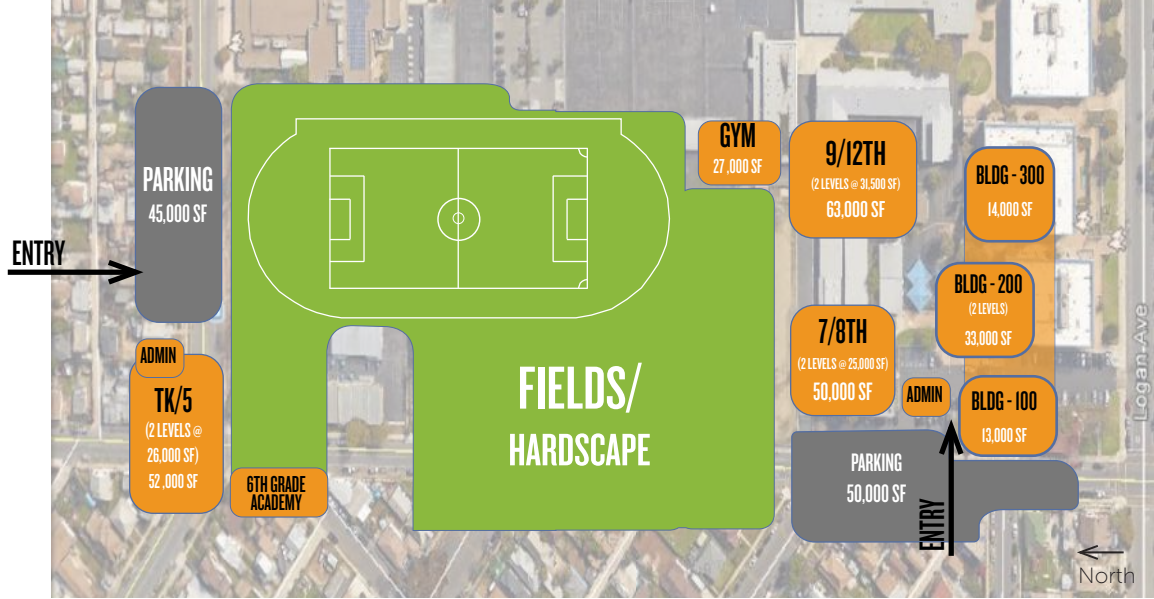 PARKING
45,000 SF
ENTRY
ADMIN
TK/5
(2 LEVELS @
26,000 SF)
52,000 SF
6TH GRADE
ACADEMY
FIELDS/
HARDSCAPE
GYM
27,000 SF
9/12TH
(2 LEVELS @ 31,500 SF)
63,000 SF
BLDG - 300
14,000 SF
BLDG - 200
(2 LEVELS)
33,000 SF
7/8TH
(2 LEVELS @ 25,000 SF)
50,000 SF
ADMIN
BLDG - 100
13,000 SF
PARKING
50,000 SF
ENTRY
Logan Ave
North